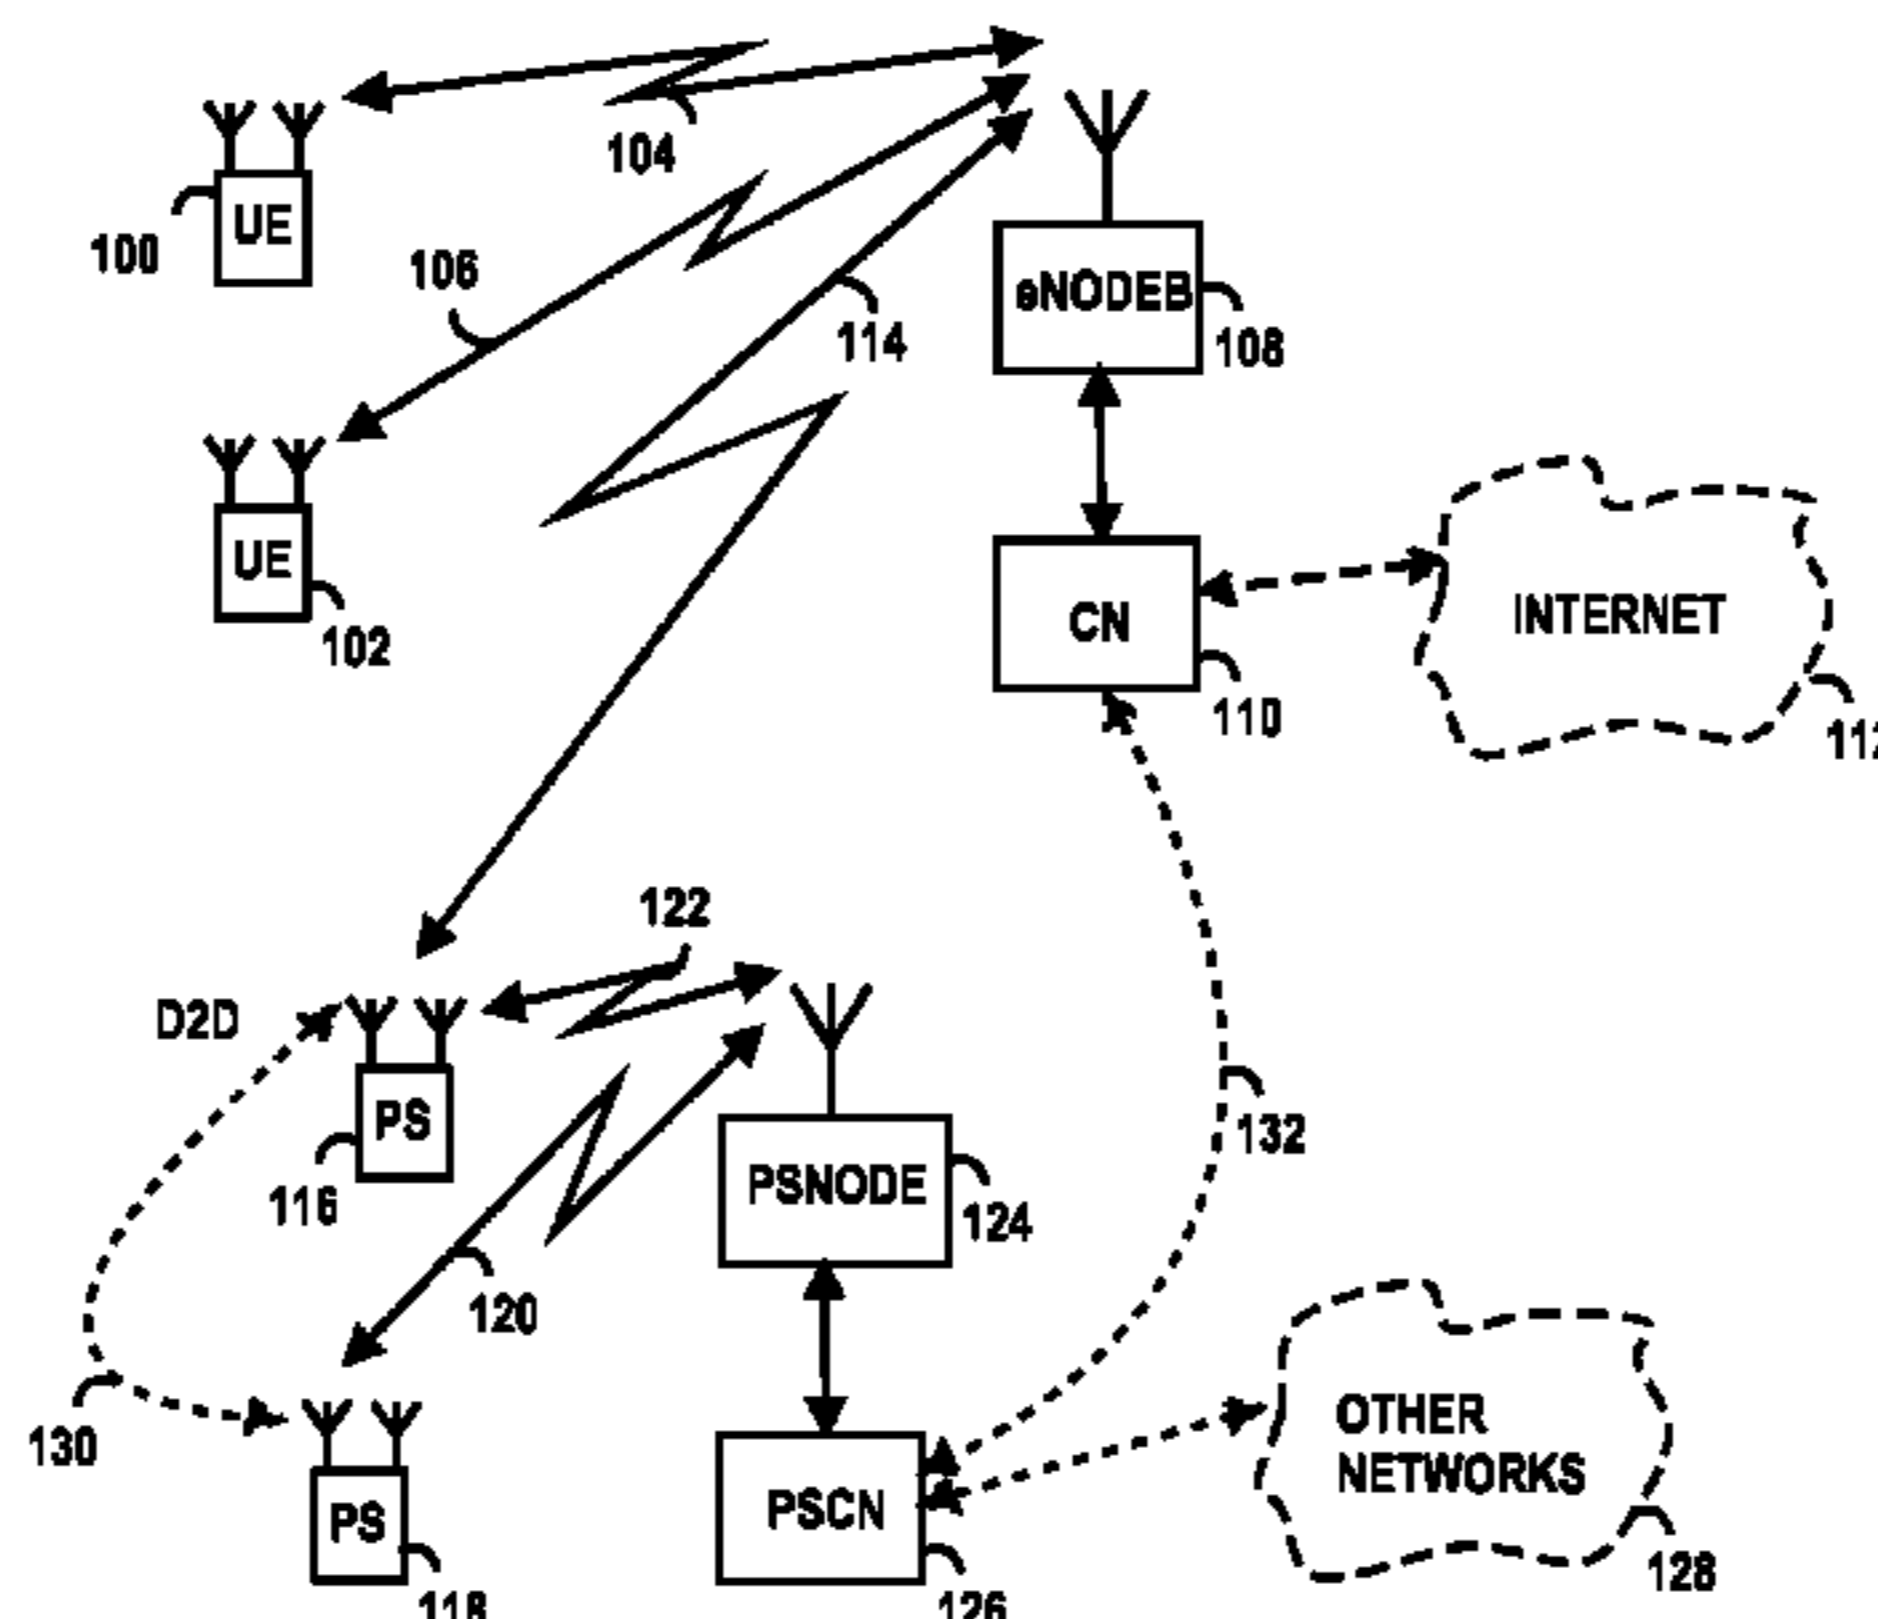 104
UE
100
106
eNODEB
114
108
UE
102
CN
INTERNET
110
122
D2D
PS
116
132
PSNODE
124
120
OTHER
NETWORKS
130
PSCN
PS
128
118
126